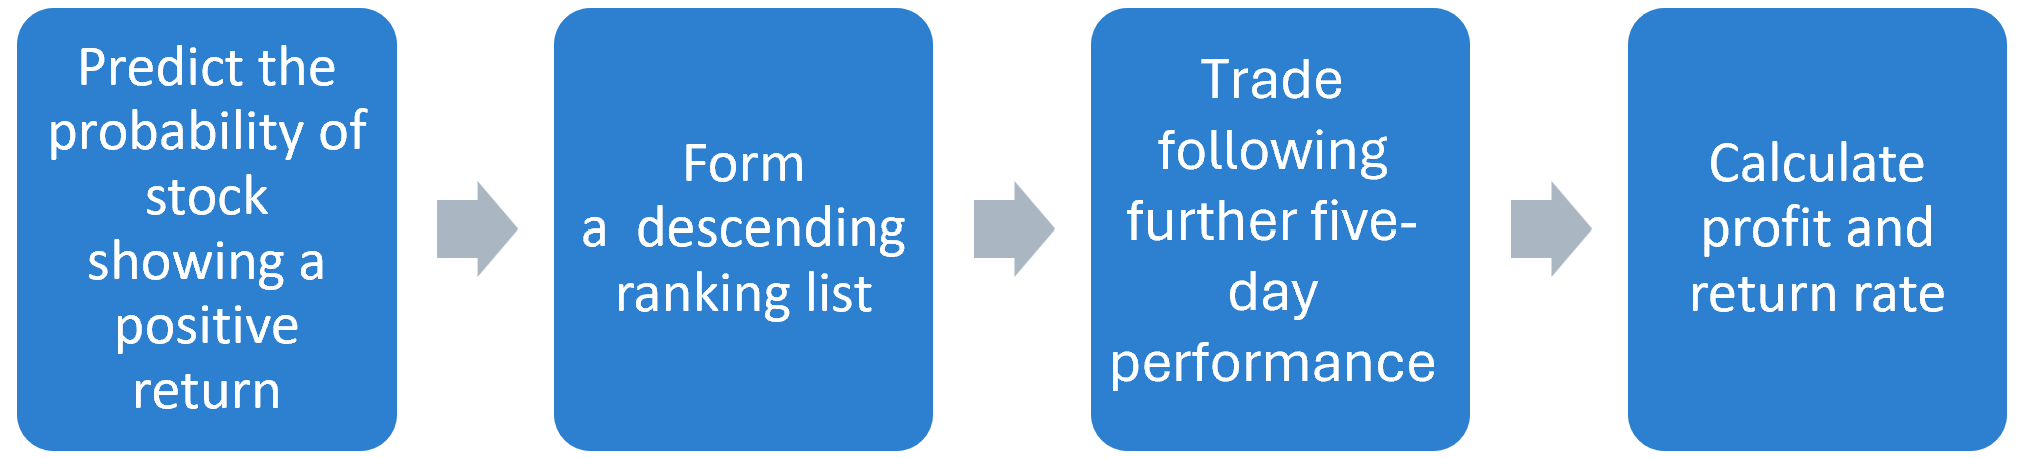 Predict the
probability of
stock
showing a
positive
return
Form
a  descending
ranking list
Trade
following
further five-
day
performance
Calculate
profit and
return rate